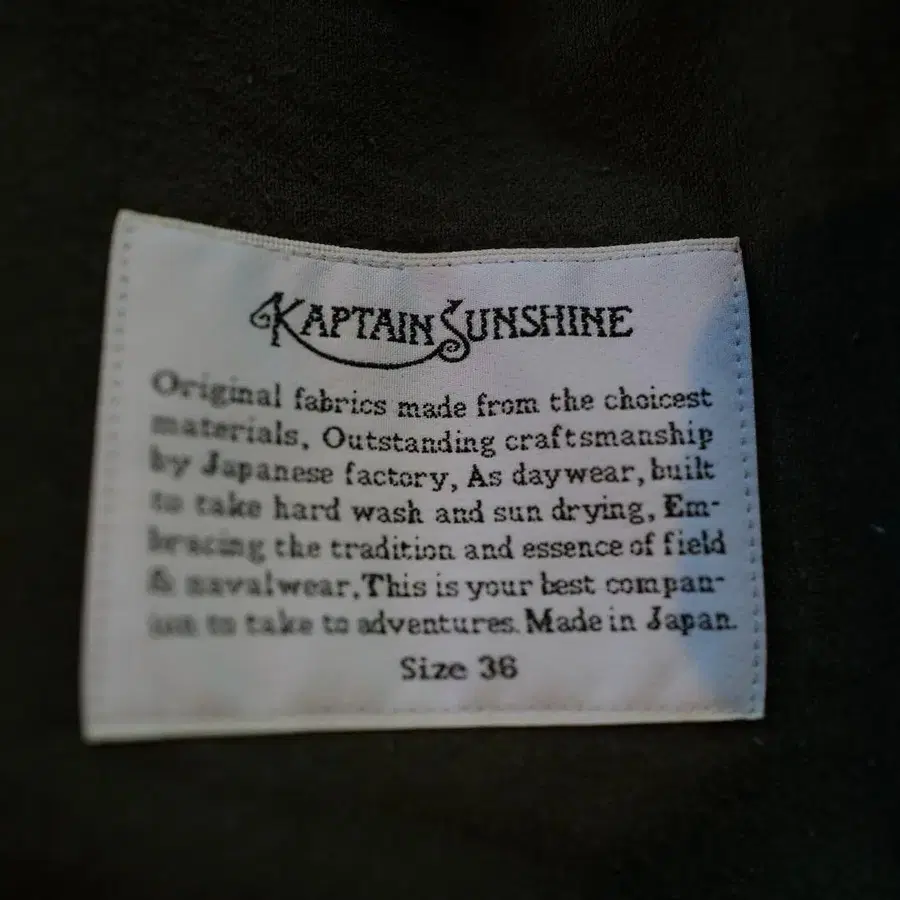 KAPTAIN SUNSHINE
Original fabrics made from the choicest
materials, Outstanding craftsmanship
by Japanese factory, As daywear, built
to take hard wash and sun drying, Em-
bracing the tradition and essence of field
& navalwear, This is your best compan-
ion to take to adventures. Made in Japan.
Size 36